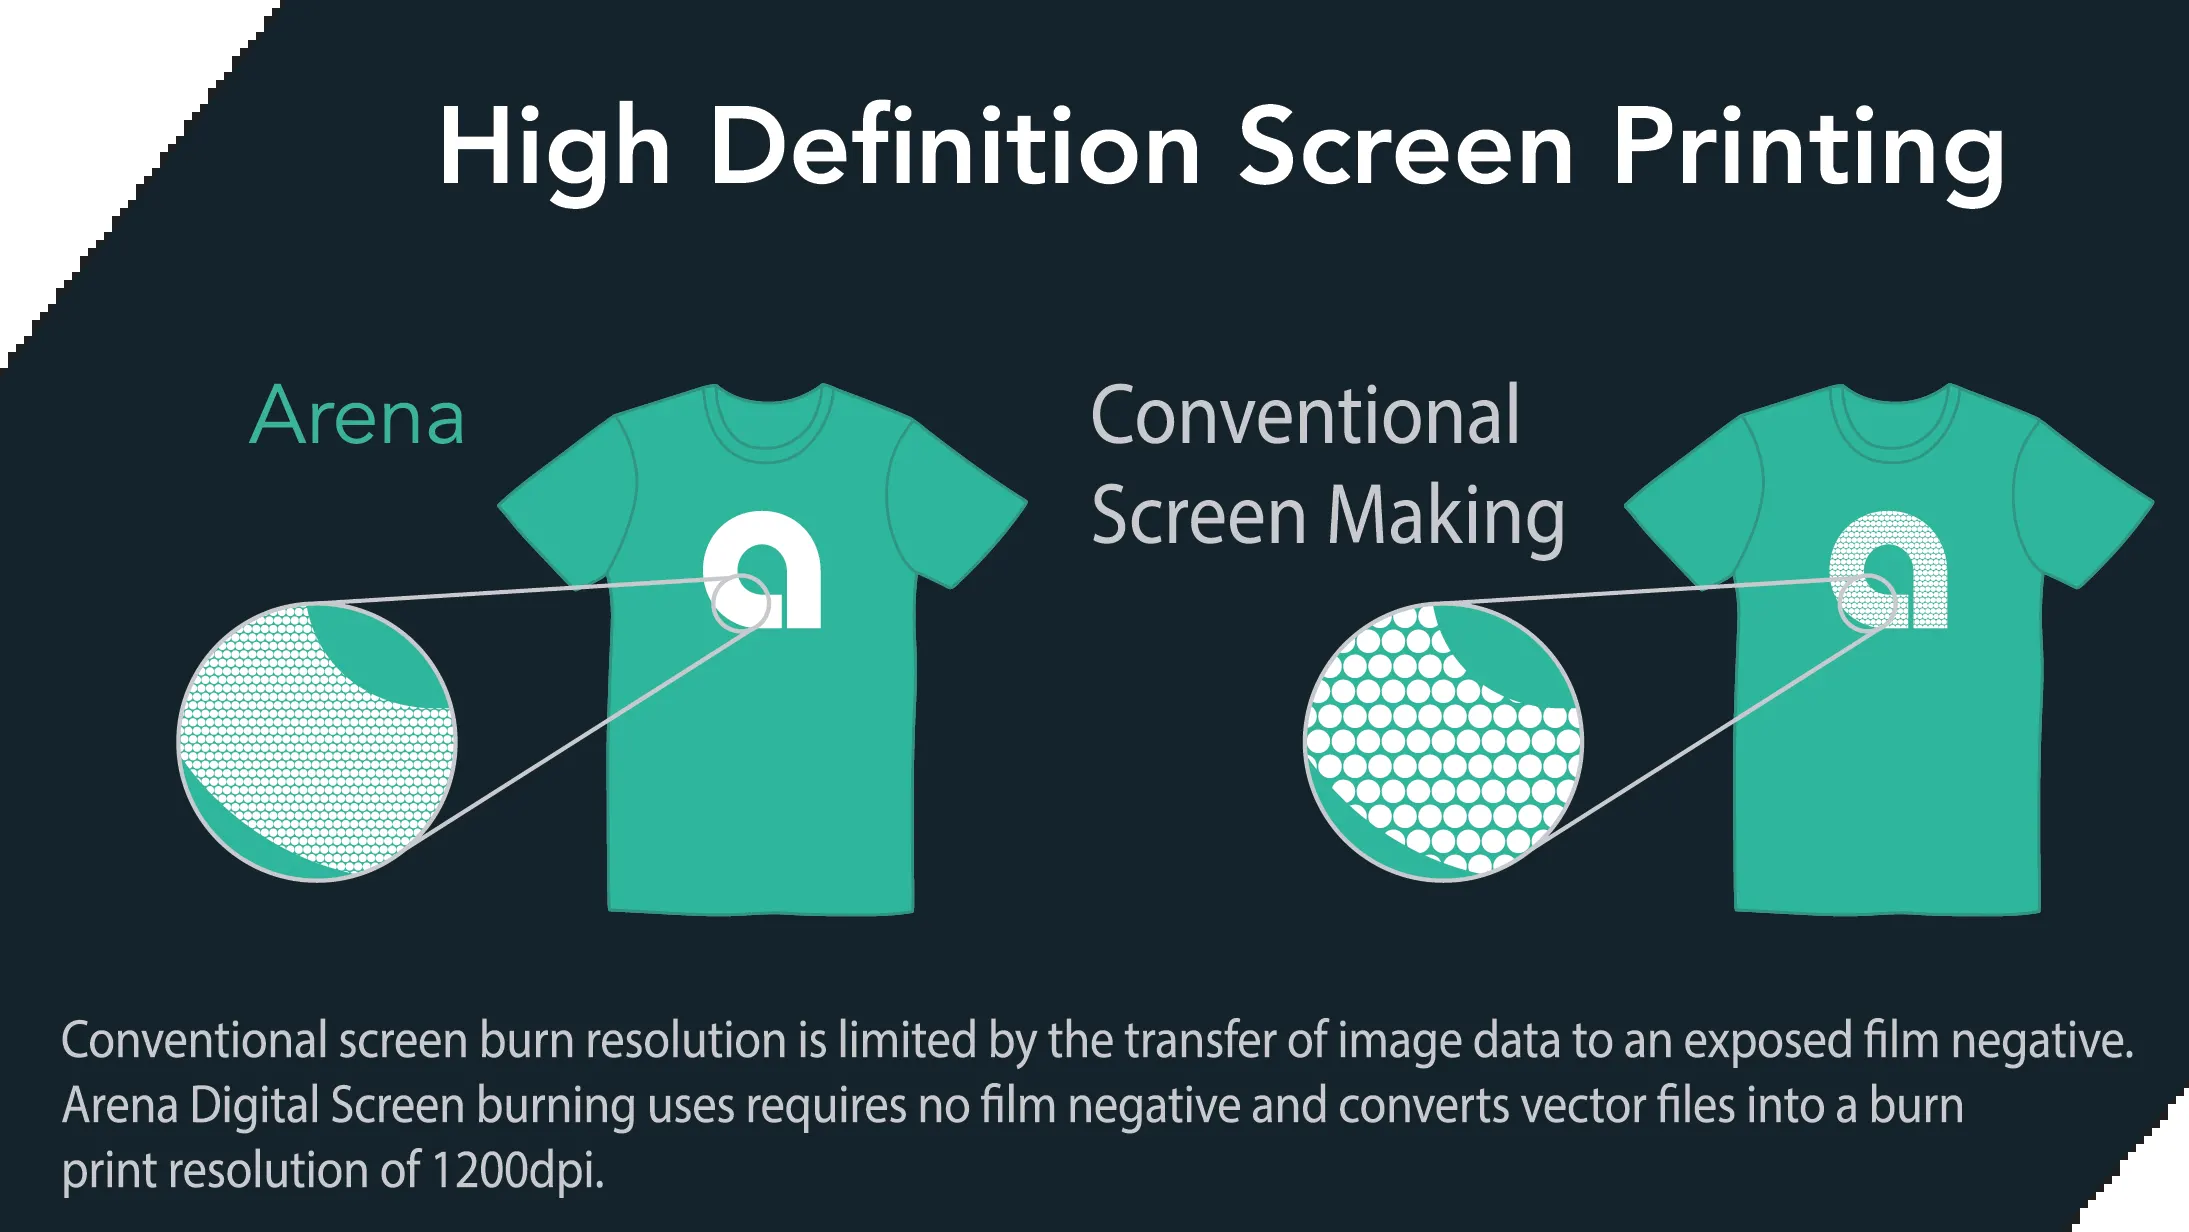 High Definition Screen Printing
Arena
Conventional
Screen Making
a
a
Conventional screen burn resolution is limited by the transfer of image data to an exposed film negative.
Arena Digital Screen burning uses requires no film negative and converts vector files into a burn
print resolution of 1200dpi.